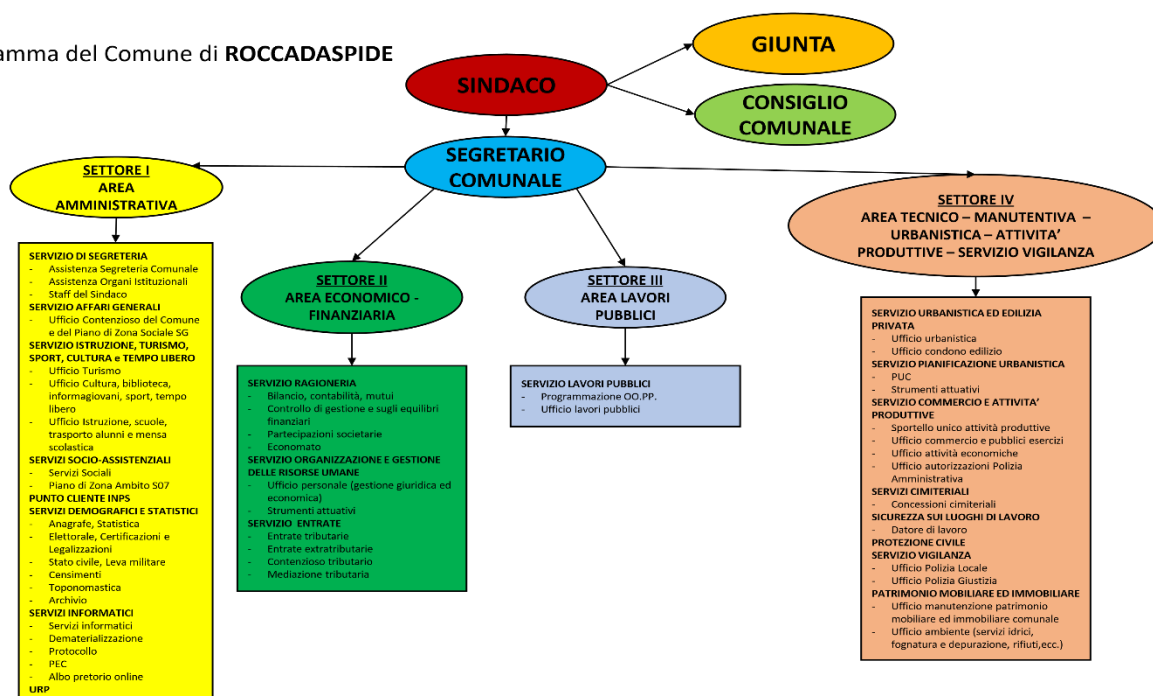 amma del Comune di ROCCADASPIDE
GIUNTA
SINDACO
CONSIGLIO
COMUNALE
SEGRETARIO
COMUNALE
SETTORE I
AREA
AMMINISTRATIVA
SERVIZIO DI SEGRETERIA
- Assistenza Segreteria Comunale
- Assistenza Organi Istituzionali
- Staff del Sindaco
SERVIZIO AFFARI GENERALI
- Ufficio Contenzioso del Comune
e del Piano di Zona Sociale SG
SERVIZIO ISTRUZIONE, TURISMO,
SPORT, CULTURA e TEMPO LIBERO
- Ufficio Turismo
- Ufficio Cultura, biblioteca,
informagiovani, sport, tempo
libero
- Ufficio Istruzione, scuole,
trasporto alunni e mensa
scolastica
SERVIZI SOCIO-ASSISTENZIALI
- Servizi Sociali
- Piano di Zona Ambito S07
PUNTO CLIENTE INPS
SERVIZI DEMOGRAFICI E STATISTICI
- Anagrafe, Statistica
- Elettorale, Certificazioni e
Legalizzazioni
- Stato civile, Leva militare
- Censimenti
- Toponomastica
- Archivio
SERVIZI INFORMATICI
- Servizi informatici
- Dematerializzazione
- Protocollo
- PEC
- Albo pretorio online
URP
SETTORE II
AREA ECONOMICO -
FINANZIARIA
SERVIZIO RAGIONERIA
- Bilancio, contabilità, mutui
- Controllo di gestione e sugli equilibri
finanziari
- Partecipazioni societarie
- Economato
SERVIZIO ORGANIZZAZIONE E GESTIONE
DELLE RISORSE UMANE
- Ufficio personale (gestione giuridica ed
economica)
- Strumenti attuativi
SERVIZIO ENTRATE
- Entrate tributarie
- Entrate extratributarie
- Contenzioso tributario
- Mediazione tributaria
SETTORE III
AREA LAVORI
PUBBLICI
SERVIZIO LAVORI PUBBLICI
- Programmazione OO.PP.
- Ufficio lavori pubblici
SETTORE IV
AREA TECNICO – MANUTENTIVA –
URBANISTICA – ATTIVITA’
PRODUTTIVE – SERVIZIO VIGILANZA
SERVIZIO URBANISTICA ED EDILIZIA
PRIVATA
- Ufficio urbanistica
- Ufficio condono edilizio
SERVIZIO PIANIFICAZIONE URBANISTICA
- PUC
- Strumenti attuativi
SERVIZIO COMMERCIO E ATTIVITA’
PRODUTTIVE
- Sportello unico attività produttive
- Ufficio commercio e pubblici esercizi
- Ufficio attività economiche
- Ufficio autorizzazioni Polizia
Amministrativa
SERVIZI CIMITERIALI
- Concessioni cimiteriali
SICUREZZA SUI LUOGHI DI LAVORO
- Datore di lavoro
PROTEZIONE CIVILE
SERVIZIO VIGILANZA
- Ufficio Polizia Locale
- Ufficio Polizia Giustizia
PATRIMONIO MOBILIARE ED IMMOBILIARE
- Ufficio manutenzione patrimonio
mobiliare ed immobiliare comunale
- Ufficio ambiente (servizi idrici,
fognatura e depurazione, rifiuti,ecc.)